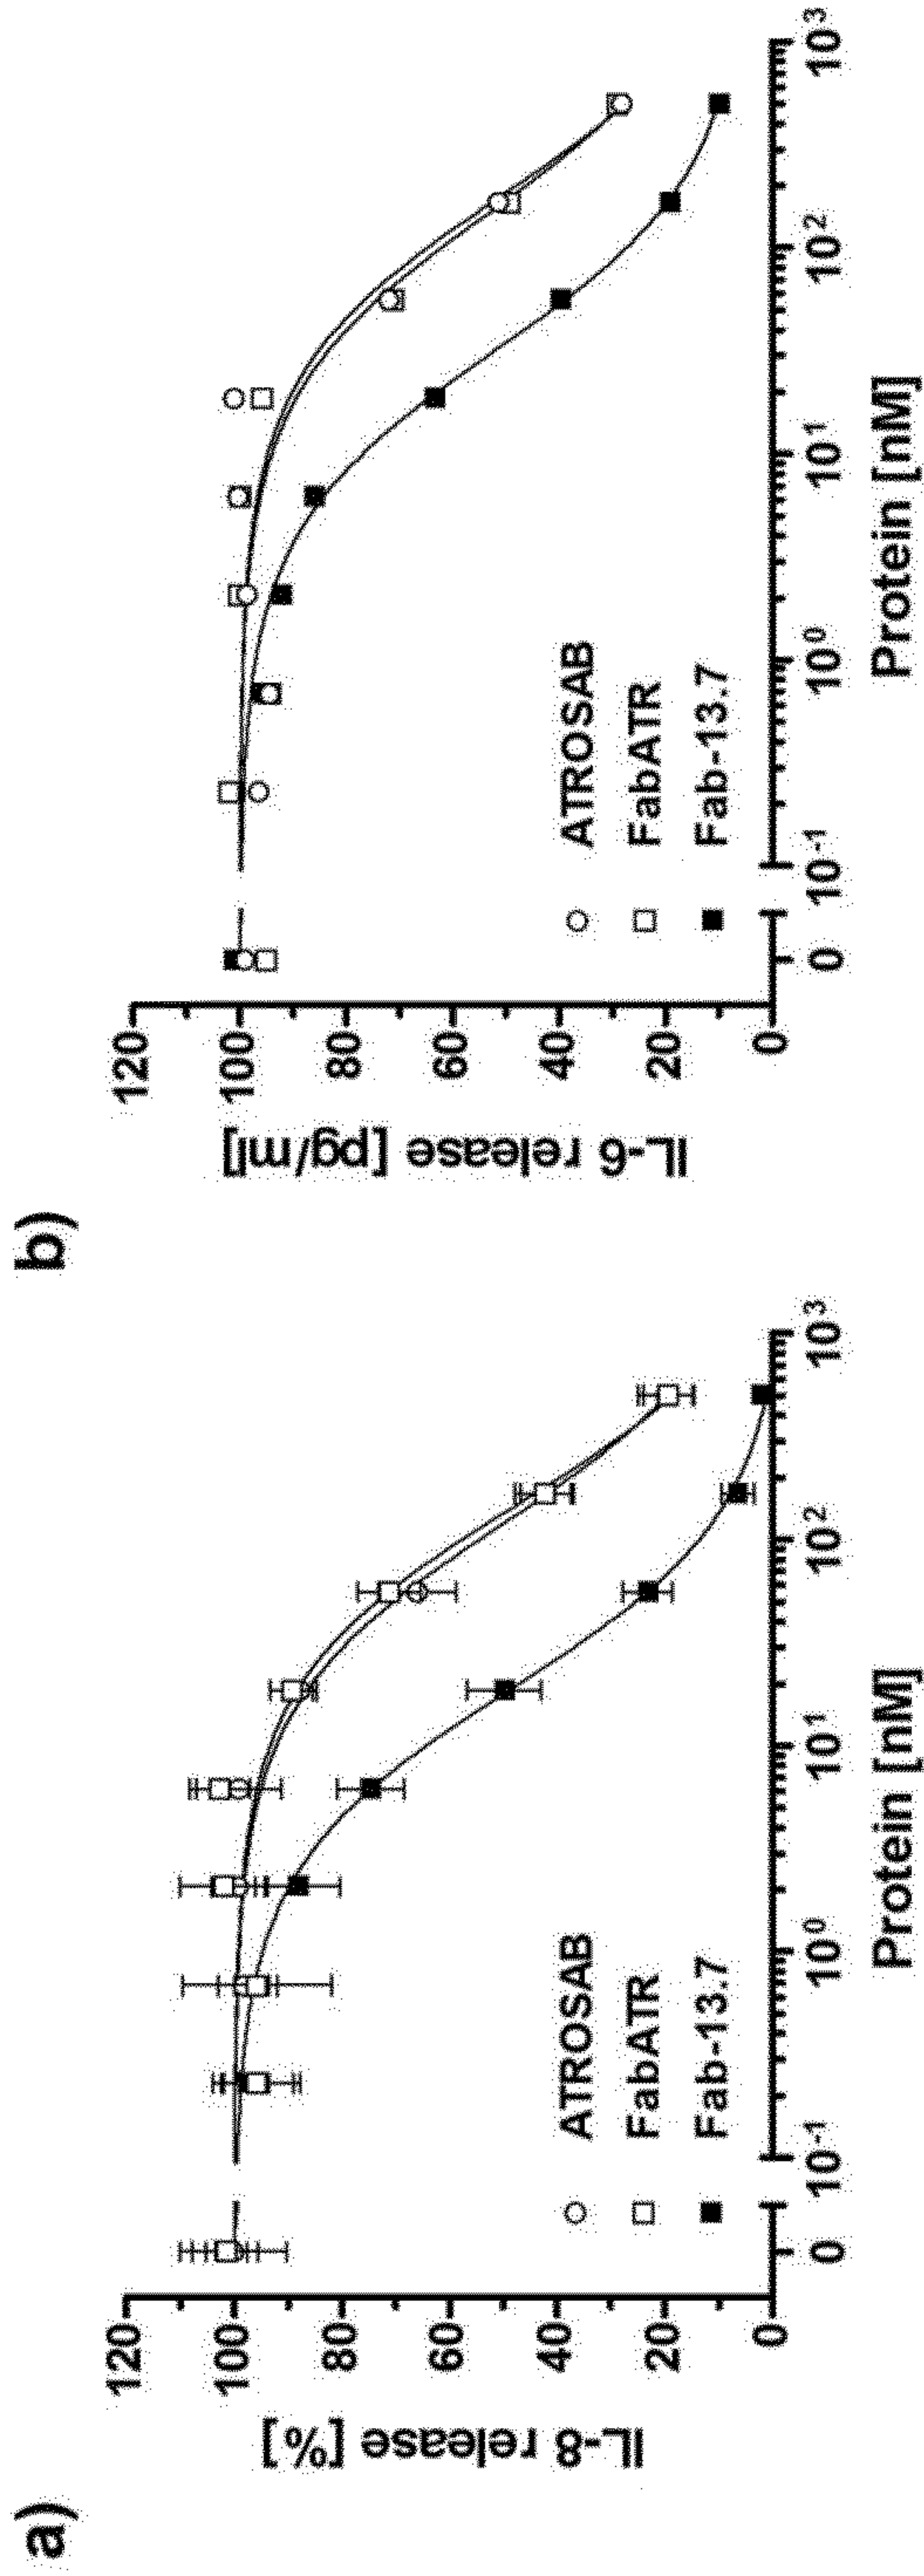 a)
IL-8 release [%]
120
100
80
60
40
20
0
ATROSAB
FabATR
Fab-13.7
0 10-1 100 101 102 103
Protein [nM]
b)
IL-6 release [pg/ml]
120
100
80
60
40
20
0
ATROSAB
FabATR
Fab-13.7
0 10-1 100 101 102 103
Protein [nM]